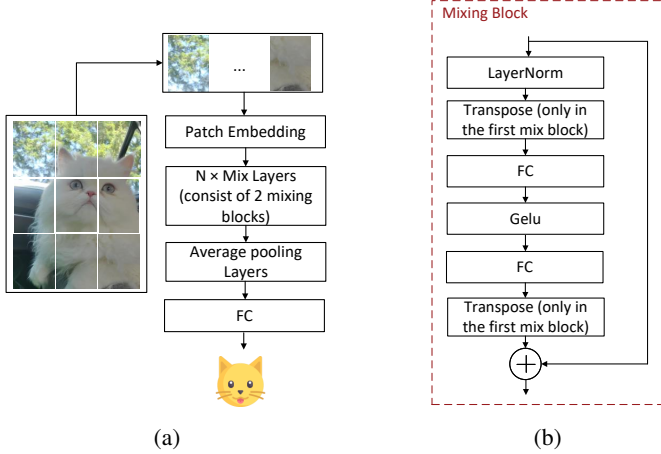 ...
Patch Embedding
N × Mix Layers
(consist of 2 mixing
blocks)
Average pooling
Layers
FC
(a)
Mixing Block
LayerNorm
Transpose (only in
the first mix block)
FC
Gelu
FC
Transpose (only in
the first mix block)
(b)